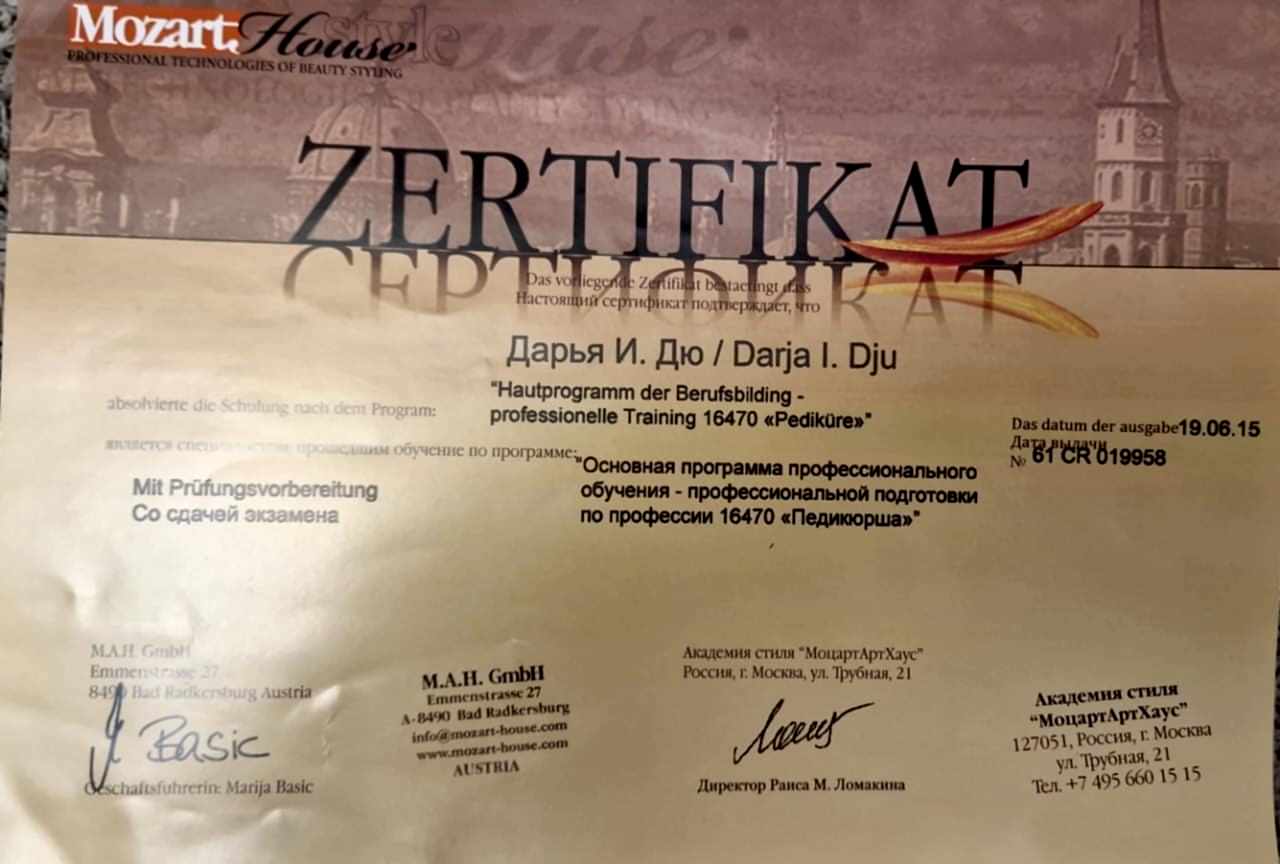 Mozart House
PROFESSIONAL TECHNOLOGIES OF BEAUTY STYLING
ZERTIFIKAT
СЕРТИФИКАТ
Das vorliegende Zertifikat bestaetingt dass
Настоящий сертификат подтверждает, что
Дарья И. Дю / Darja I. Dju
absolvierte die Schulung nach dem Program:
"Hautprogramm der Berufsbilding -
professionelle Training 16470 «Pediküre»"
Das datum der ausgabe 19.06.15
Дата выдачи
№ 61 CR 019958
является специалистом, прошедшим обучение по программе:
"Основная программа профессионального
обучения - профессиональной подготовки
по профессии 16470 «Педикюрша»"
Mit Prüfungsvorbereitung
Со сдачей экзамена
M.A.H. GmbH
Emmenstrasse 27
8490 Bad Radkersburg Austria
Basic
Geschaftsfuhrerin: Marija Basic
M.A.H. GmbH
Emmenstrasse 27
A-8490 Bad Radkersburg
info@mozart-house.com
www.mozart-house.com
AUSTRIA
Академия стиля "МоцартАртХаус"
Россия, г. Москва, ул. Трубная, 21
Директор Раиса М. Ломакина
Академия стиля
"МоцартАртХаус"
127051, Россия, г. Москва
ул. Трубная, 21
Тел. +7 495 660 15 15